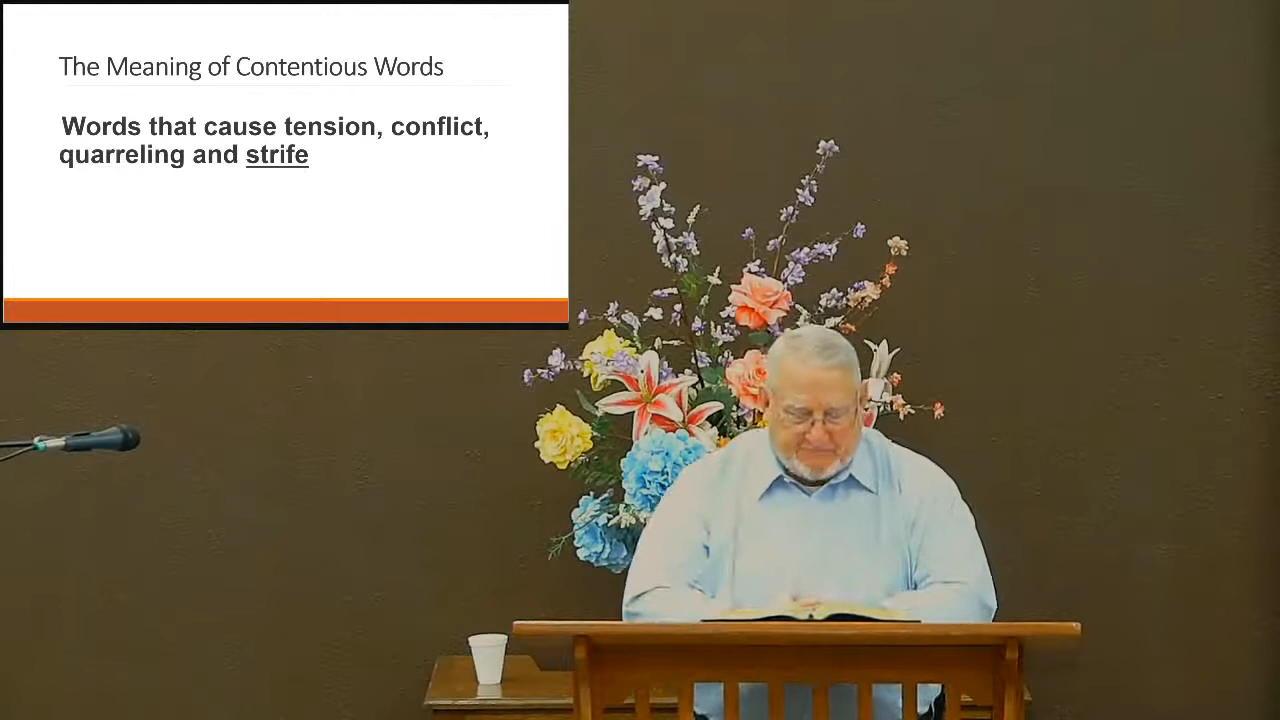 The Meaning of Contentious Words
Words that cause tension, conflict,
quarreling and strife